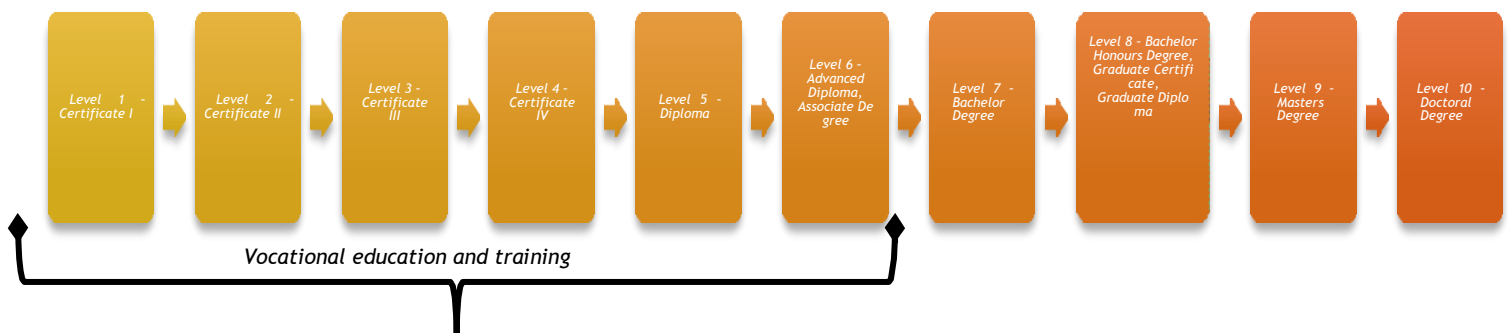 Level 1 -
Certificate I
Level 2 -
Certificate II
Level 3 -
Certificate
III
Level 4 -
Certificate
IV
Level 5 -
Diploma
Level 6 -
Advanced
Diploma,
Associate De
gree
Level 7 -
Bachelor
Degree
Level 8 - Bachelor
Honours Degree,
Graduate Certifi
cate,
Graduate Diplo
ma
Level 9 -
Masters
Degree
Level 10 -
Doctoral
Degree
Vocational education and training